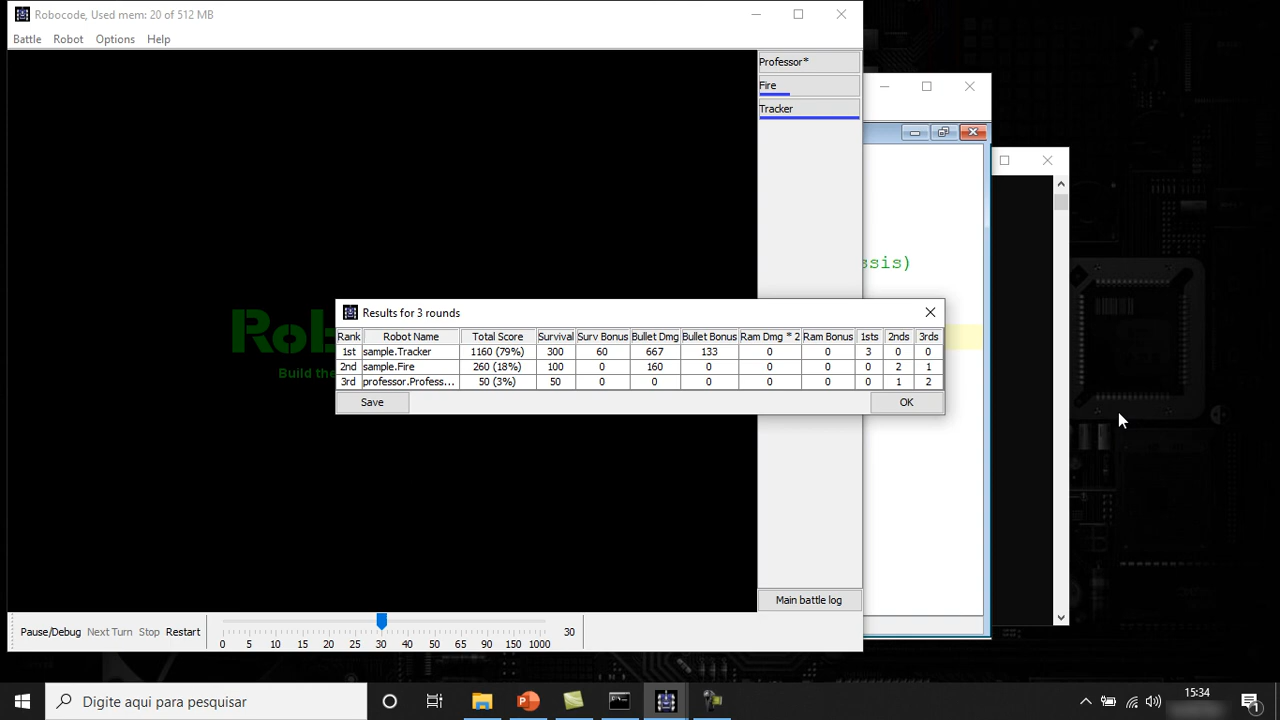 Robocode, Used mem: 20 of 512 MB
Battle Robot Options Help
Professor*
Fire
Tracker
ssis)
Rob
Build the
Results for 3 rounds
Rank Robot Name Total Score Survival Surv Bonus Bullet Dmg Bullet Bonus Ram Dmg * 2 Ram Bonus 1sts 2nds 3rds
1st sample.Tracker 1160 (79%) 300 60 667 133 0 0 3 0 0
2nd sample.Fire 260 (18%) 100 0 160 0 0 0 0 2 1
3rd professor.Profess... 50 (3%) 50 0 0 0 0 0 0 1 2
Save OK
Main battle log
Pause/Debug Next Turn Stop Restart 30
0 5 10 15 20 25 30 40 50 65 90 150 1000
Digite aqui para pesquisar
15:34
1